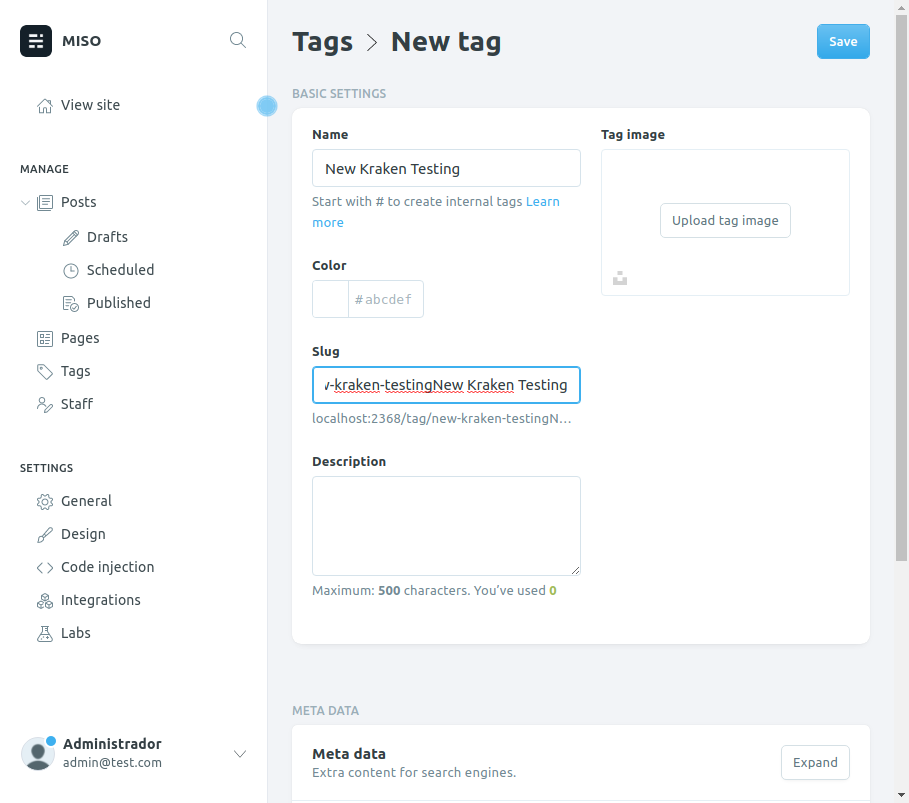 MISO
View site
MANAGE
Posts
Drafts
Scheduled
Published
Pages
Tags
Staff
SETTINGS
General
Design
Code injection
Integrations
Labs
Administrador
admin@test.com
Tags > New tag
Save
BASIC SETTINGS
Name
New Kraken Testing
Start with # to create internal tags Learn
more
Color
#abcdef
Slug
-kraken-testingNew Kraken Testing
localhost:2368/tag/new-kraken-testingN...
Description
Maximum: 500 characters. You’ve used 0
Tag image
Upload tag image
META DATA
Meta data
Extra content for search engines.
Expand